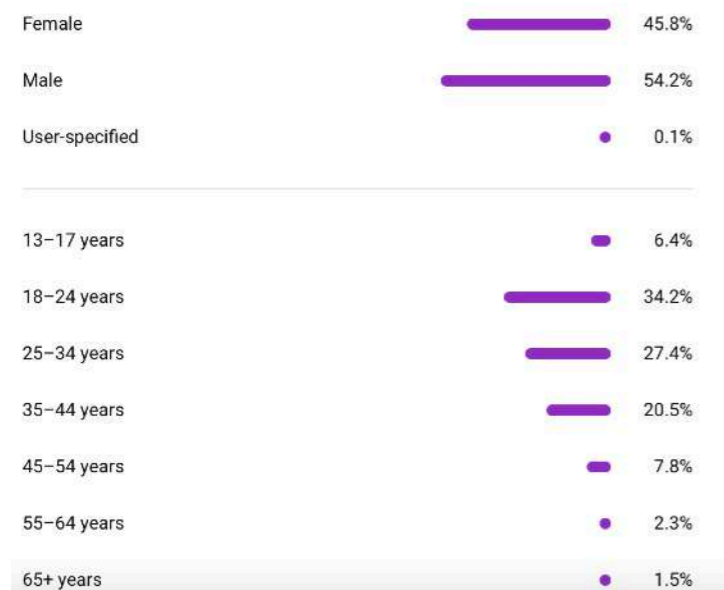 Female 45.8%
Male 54.2%
User-specified 0.1%
13–17 years 6.4%
18–24 years 34.2%
25–34 years 27.4%
35–44 years 20.5%
45–54 years 7.8%
55–64 years 2.3%
65+ years 1.5%